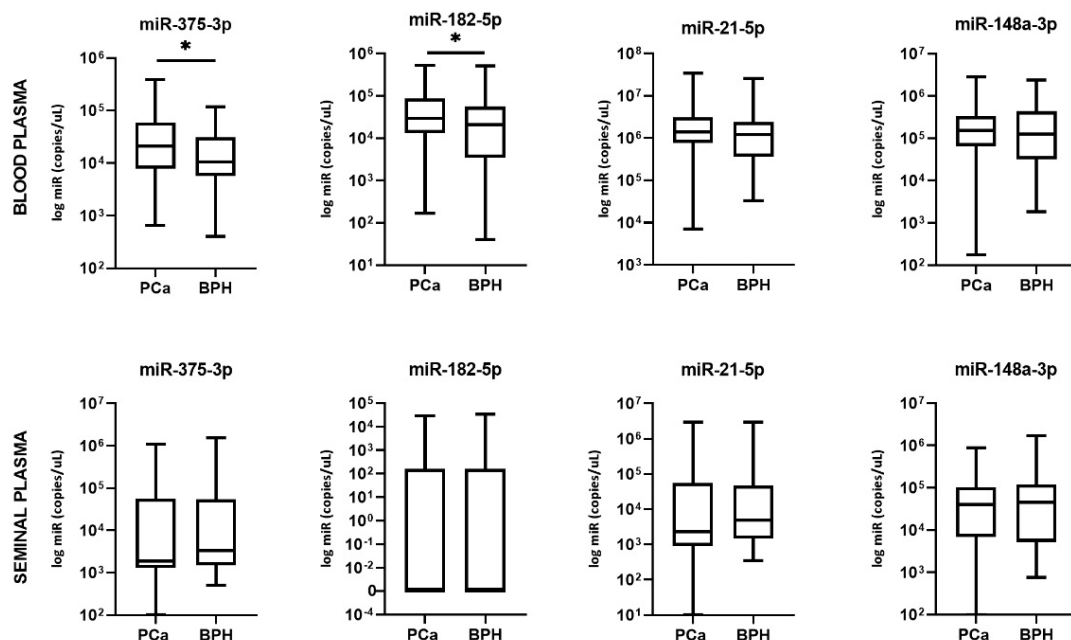 BLOOD PLASMA
miR-375-3p
*
log miR (copies/uL)
10⁶
10⁵
10⁴
10³
10²
PCa BPH
miR-182-5p
*
log miR (copies/uL)
10⁶
10⁵
10⁴
10³
10²
10¹
PCa BPH
miR-21-5p
log miR (copies/uL)
10⁸
10⁷
10⁶
10⁵
10⁴
10³
PCa BPH
miR-148a-3p
log miR (copies/uL)
10⁷
10⁶
10⁵
10⁴
10³
10²
PCa BPH
SEMINAL PLASMA
miR-375-3p
log miR (copies/uL)
10⁷
10⁶
10⁵
10⁴
10³
10²
PCa BPH
miR-182-5p
log miR (copies/uL)
10⁵
10⁴
10³
10²
10¹
10⁰
10⁻¹
10⁻²
0
10⁻⁴
PCa BPH
miR-21-5p
log miR (copies/uL)
10⁷
10⁶
10⁵
10⁴
10³
10²
10¹
PCa BPH
miR-148a-3p
log miR (copies/uL)
10⁷
10⁶
10⁵
10⁴
10³
10²
PCa BPH